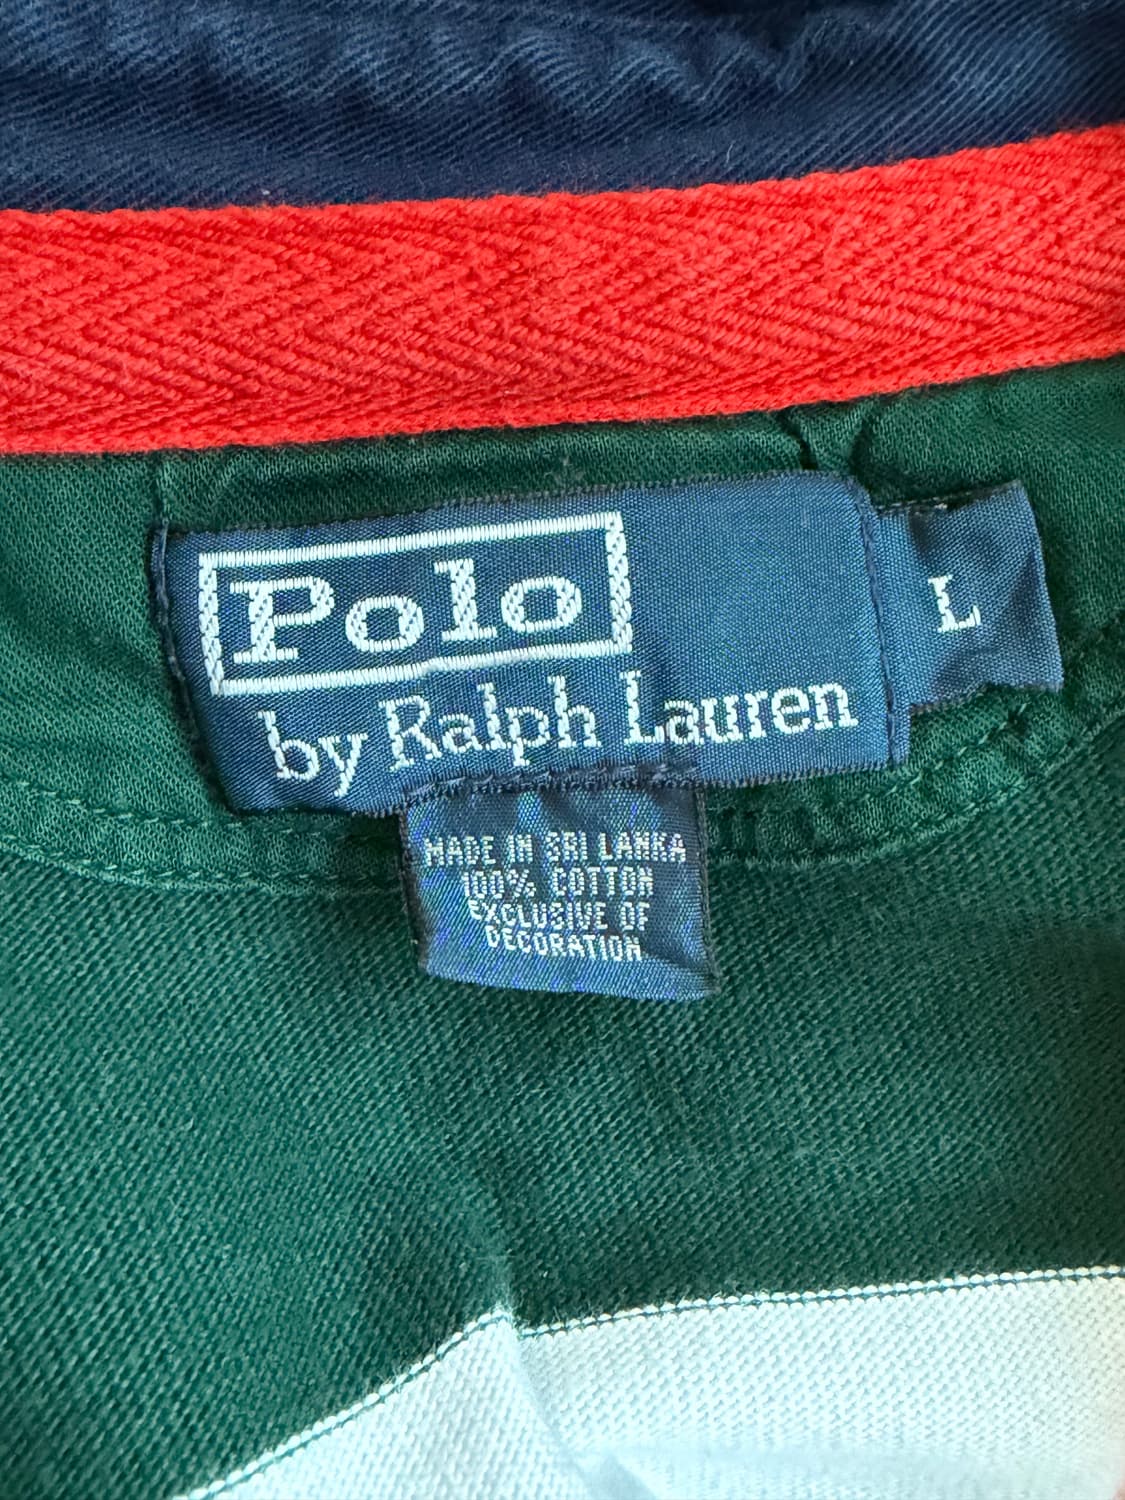 Polo
by Ralph Lauren
L
MADE IN SRI LANKA
100% COTTON
EXCLUSIVE OF
DECORATION